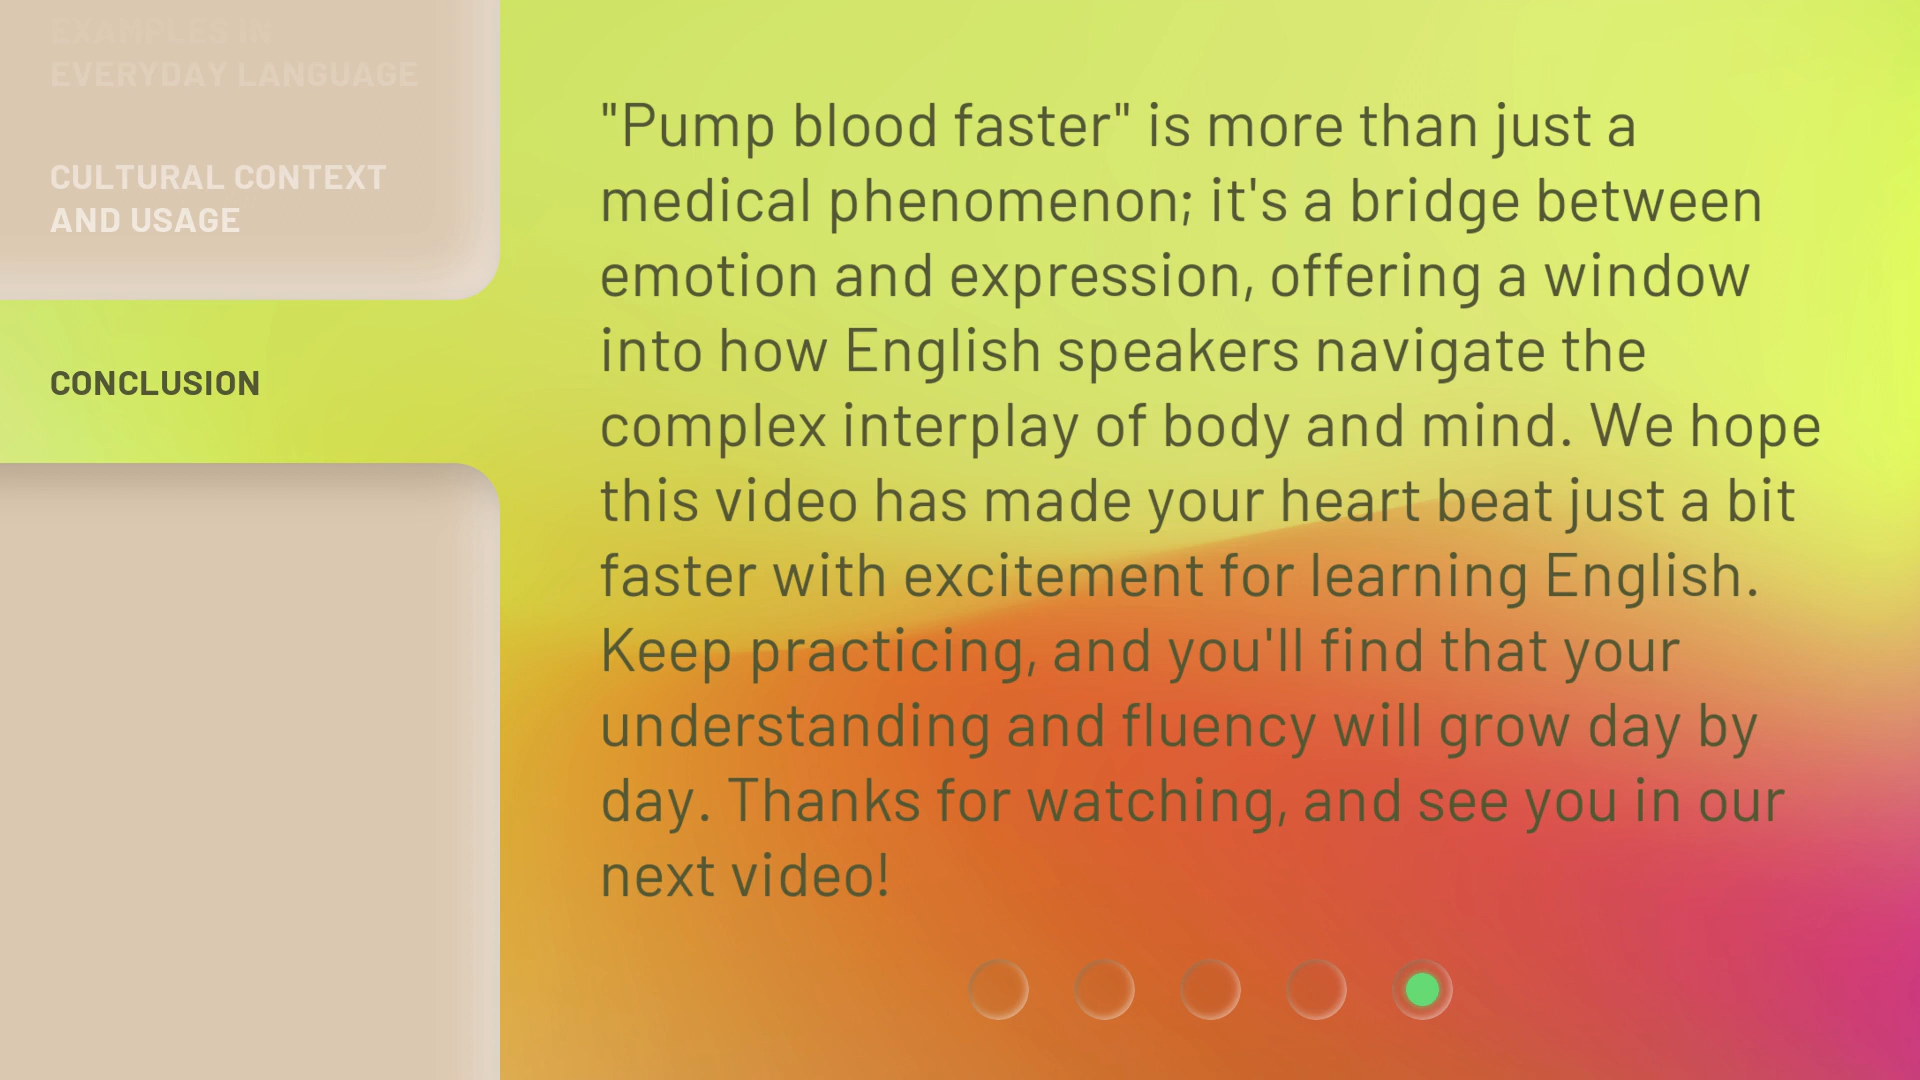 EXAMPLES IN
EVERYDAY LANGUAGE
CULTURAL CONTEXT
AND USAGE
CONCLUSION
"Pump blood faster" is more than just a
medical phenomenon; it's a bridge between
emotion and expression, offering a window
into how English speakers navigate the
complex interplay of body and mind. We hope
this video has made your heart beat just a bit
faster with excitement for learning English.
Keep practicing, and you'll find that your
understanding and fluency will grow day by
day. Thanks for watching, and see you in our
next video!